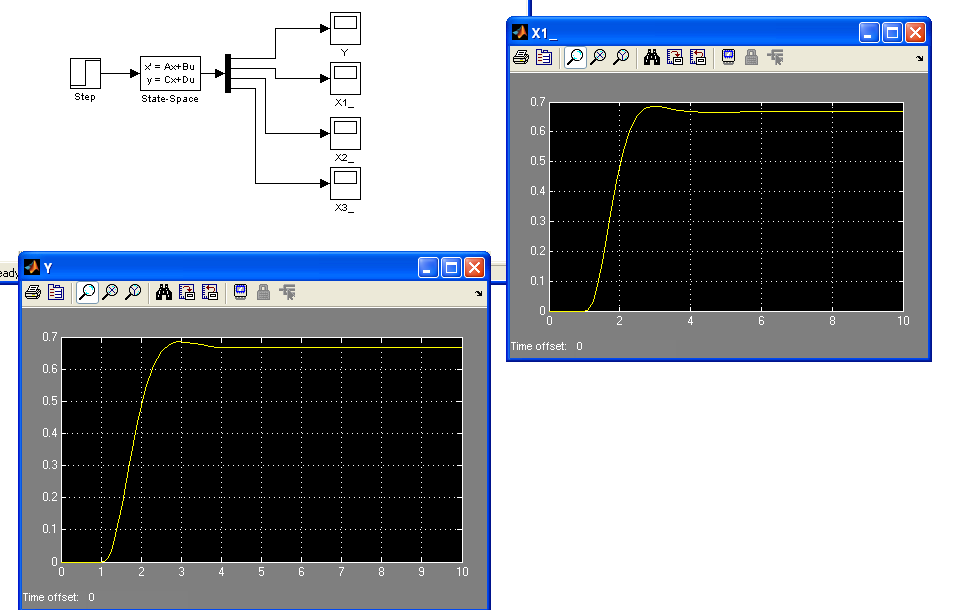 Step
x' = Ax+Bu
y = Cx+Du
State-Space
Y
X1_
X2_
X3_
X1_
0.7
0.6
0.5
0.4
0.3
0.2
0.1
0
0 2 4 6 8 10
Time offset: 0
eady
Y
0.7
0.6
0.5
0.4
0.3
0.2
0.1
0
0 1 2 3 4 5 6 7 8 9 10
Time offset: 0